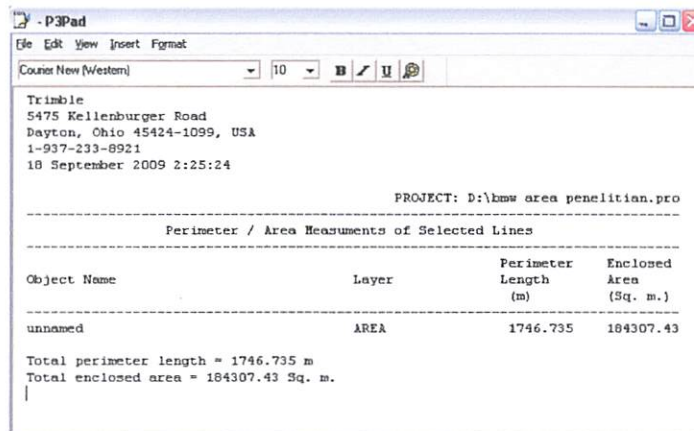 - P3Pad
File Edit View Insert Format
Courier New (Western) 10 B I U
Trimble
5475 Kellenburger Road
Dayton, Ohio 45424-1099, USA
1-937-233-8921
18 September 2009 2:25:24
PROJECT: D:\bmw area penelitian.pro
Perimeter / Area Measuments of Selected Lines
Perimeter Enclosed
Object Name Layer Length Area
(m) (Sq. m.)
unnamed AREA 1746.735 184307.43
Total perimeter length = 1746.735 m
Total enclosed area = 184307.43 Sq. m.